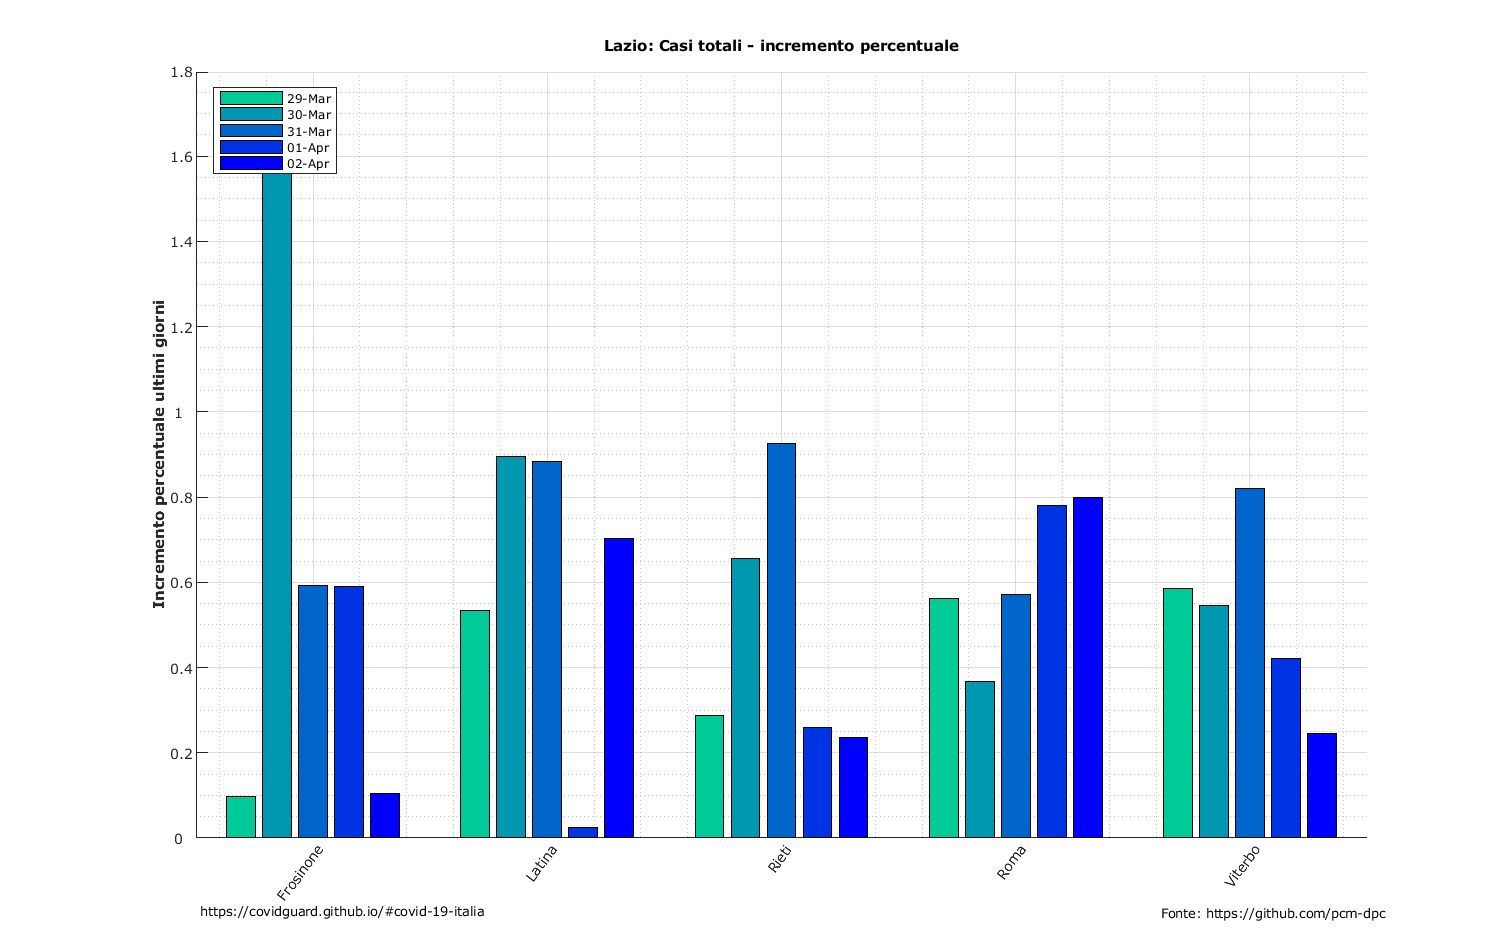 Lazio: Casi totali - incremento percentuale
1.8
1.6
1.4
1.2
1
0.8
0.6
0.4
0.2
0
Incremento percentuale ultimi giorni
29-Mar
30-Mar
31-Mar
01-Apr
02-Apr
Frosinone
Latina
Rieti
Roma
Viterbo
https://covidguard.github.io/#covid-19-italia
Fonte: https://github.com/pcm-dpc